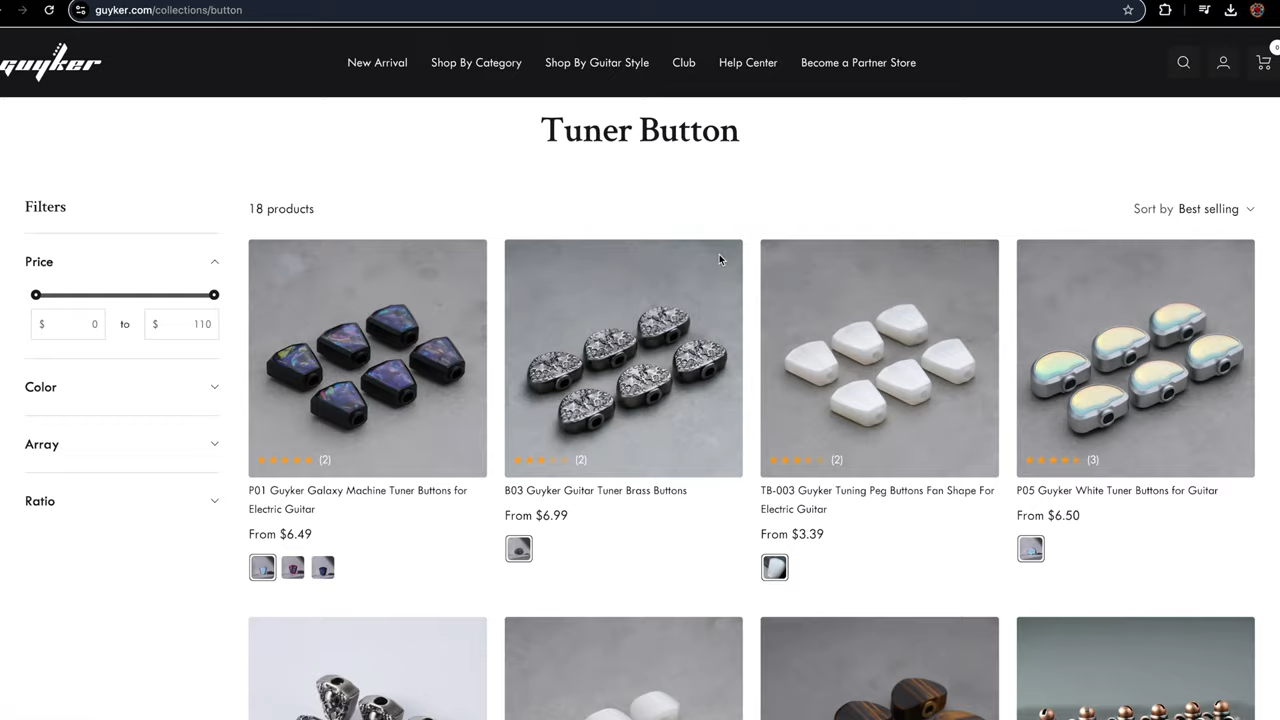 guyker.com/collections/button
guyker
New Arrival
Shop By Category
Shop By Guitar Style
Club
Help Center
Become a Partner Store
0
Tuner Button
Filters
18 products
Sort by Best selling
Price
$ 0 to $ 110
Color
Array
Ratio
(2)
P01 Guyker Galaxy Machine Tuner Buttons for
Electric Guitar
From $6.49
(2)
B03 Guyker Guitar Tuner Brass Buttons
From $6.99
(2)
TB-003 Guyker Tuning Peg Buttons Fan Shape For
Electric Guitar
From $3.39
(3)
P05 Guyker White Tuner Buttons for Guitar
From $6.50